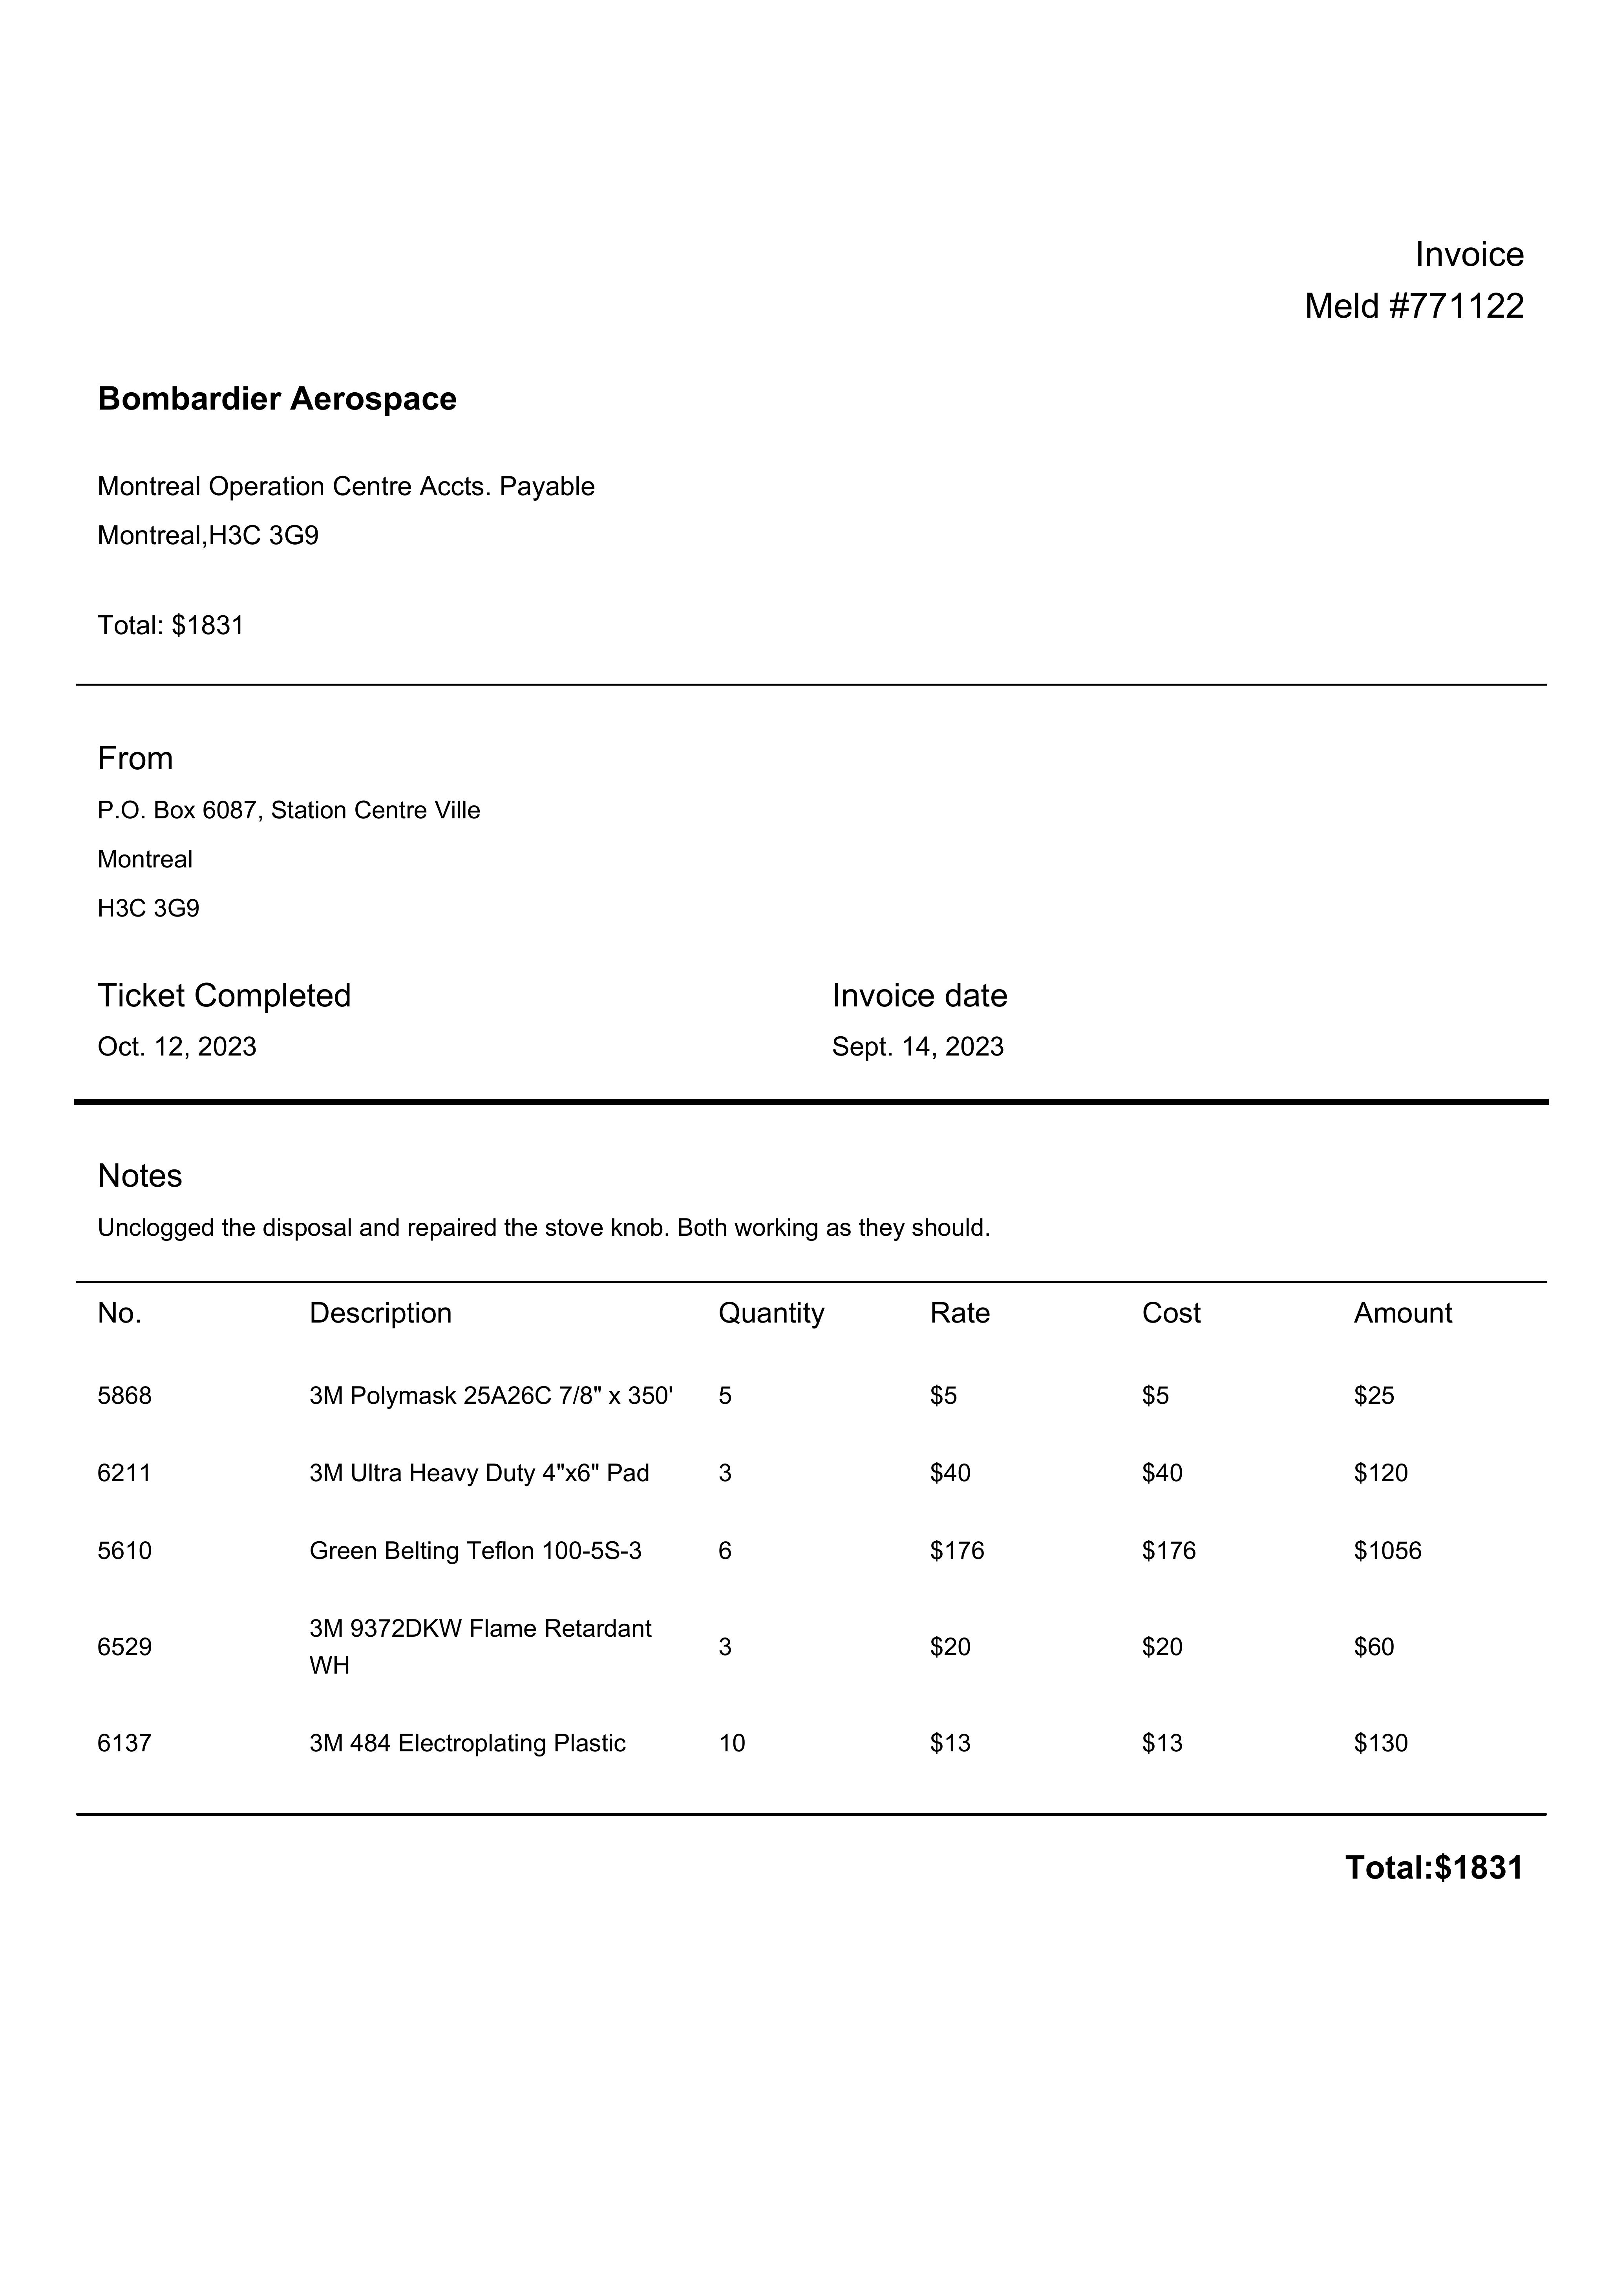 Invoice
Meld #771122
Bombardier Aerospace
Montreal Operation Centre Accts. Payable
Montreal,H3C 3G9
Total: $1831
From
P.O. Box 6087, Station Centre Ville
Montreal
H3C 3G9
Ticket Completed Invoice date
Oct. 12, 2023 Sept. 14, 2023
Notes
Unclogged the disposal and repaired the stove knob. Both working as they should.
No. Description Quantity Rate Cost Amount
5868 3M Polymask 25A26C 7/8" x 350' 5 $5 $5 $25
6211 3M Ultra Heavy Duty 4"x6" Pad 3 $40 $40 $120
5610 Green Belting Teflon 100-5S-3 6 $176 $176 $1056
6529 3M 9372DKW Flame Retardant 3 $20 $20 $60
WH
6137 3M 484 Electroplating Plastic 10 $13 $13 $130
Total:$1831